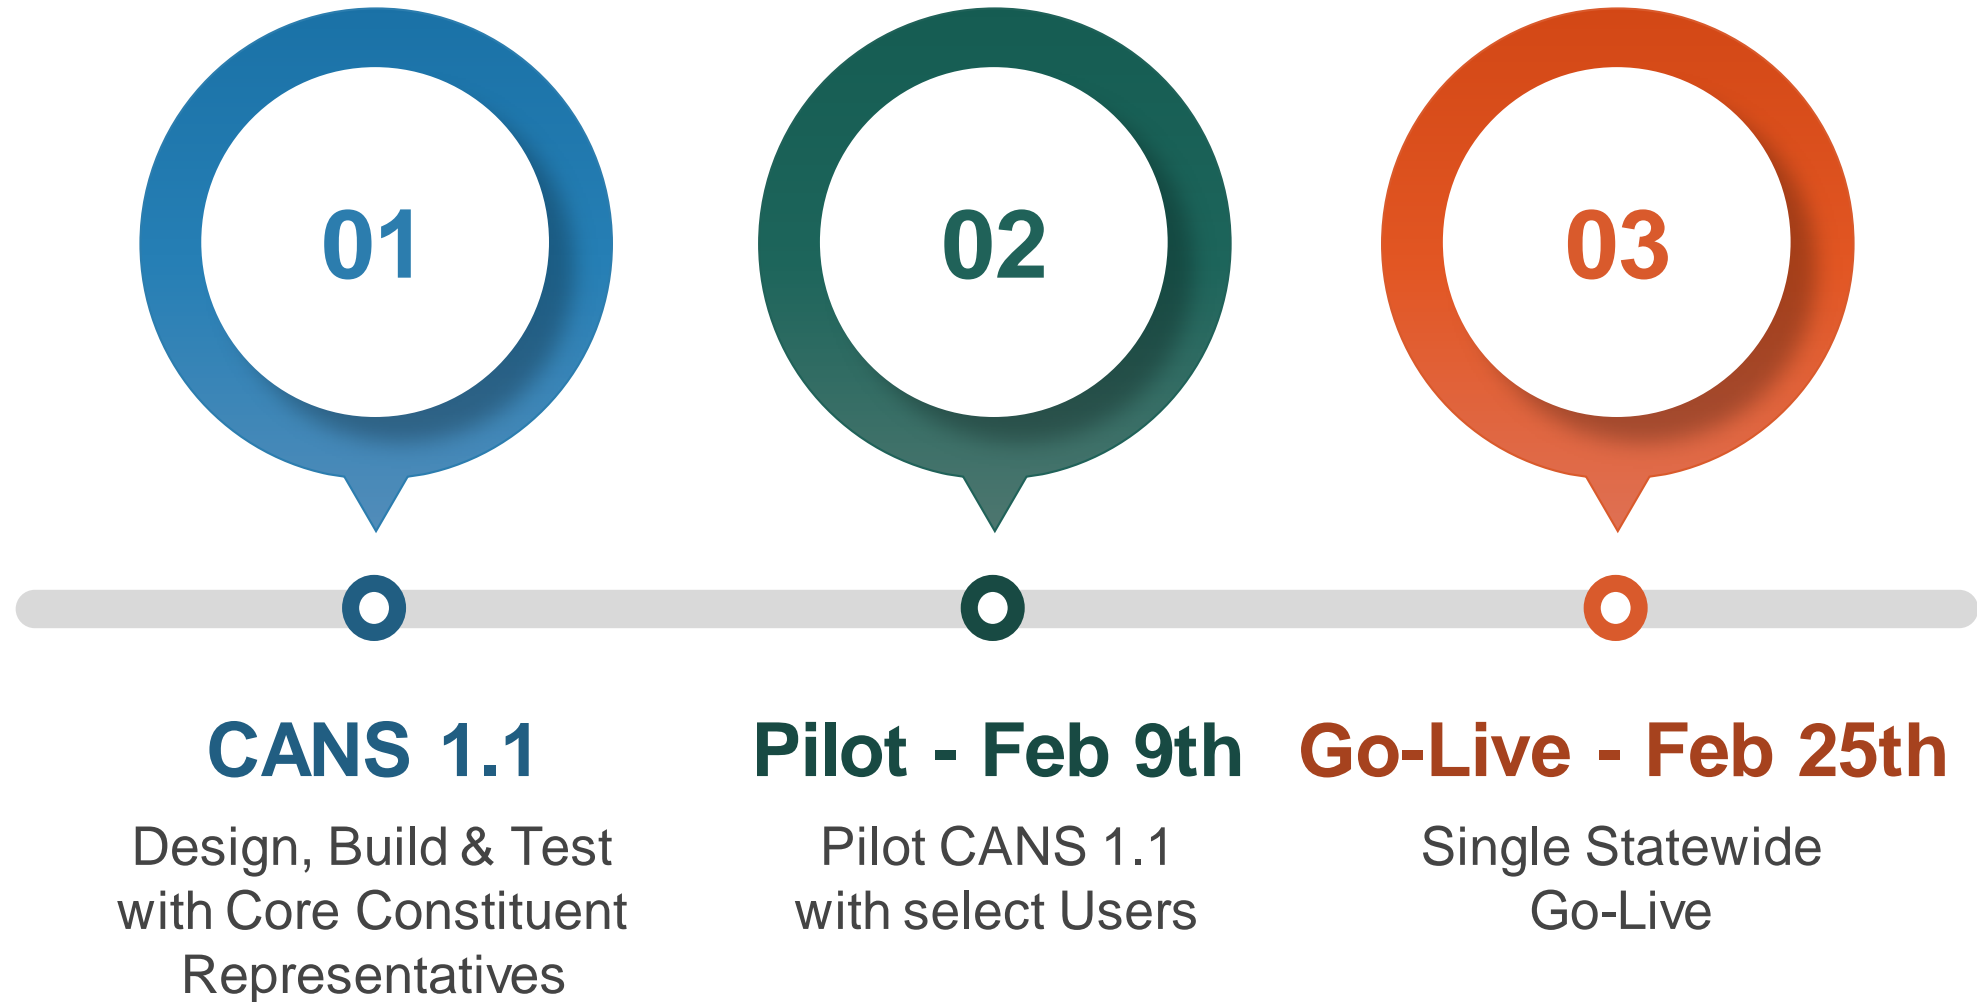 01
02
03
CANS 1.1
Design, Build & Test
with Core Constituent
Representatives
Pilot - Feb 9th
Pilot CANS 1.1
with select Users
Go-Live - Feb 25th
Single Statewide
Go-Live